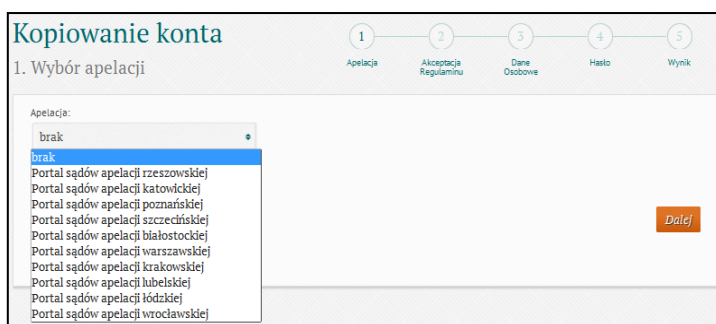 Kopiowanie konta
1. Wybór apelacji
1 2 3 4 5
Apelacja Akceptacja Regulaminu Dane Osobowe Hasło Wynik
Apelacja:
brak
brak
Portal sądów apelacji rzeszowskiej
Portal sądów apelacji katowickiej
Portal sądów apelacji poznańskiej
Portal sądów apelacji szczecińskiej
Portal sądów apelacji białostockiej
Portal sądów apelacji warszawskiej
Portal sądów apelacji krakowskiej
Portal sądów apelacji lubelskiej
Portal sądów apelacji łódzkiej
Portal sądów apelacji wrocławskiej
Dalej